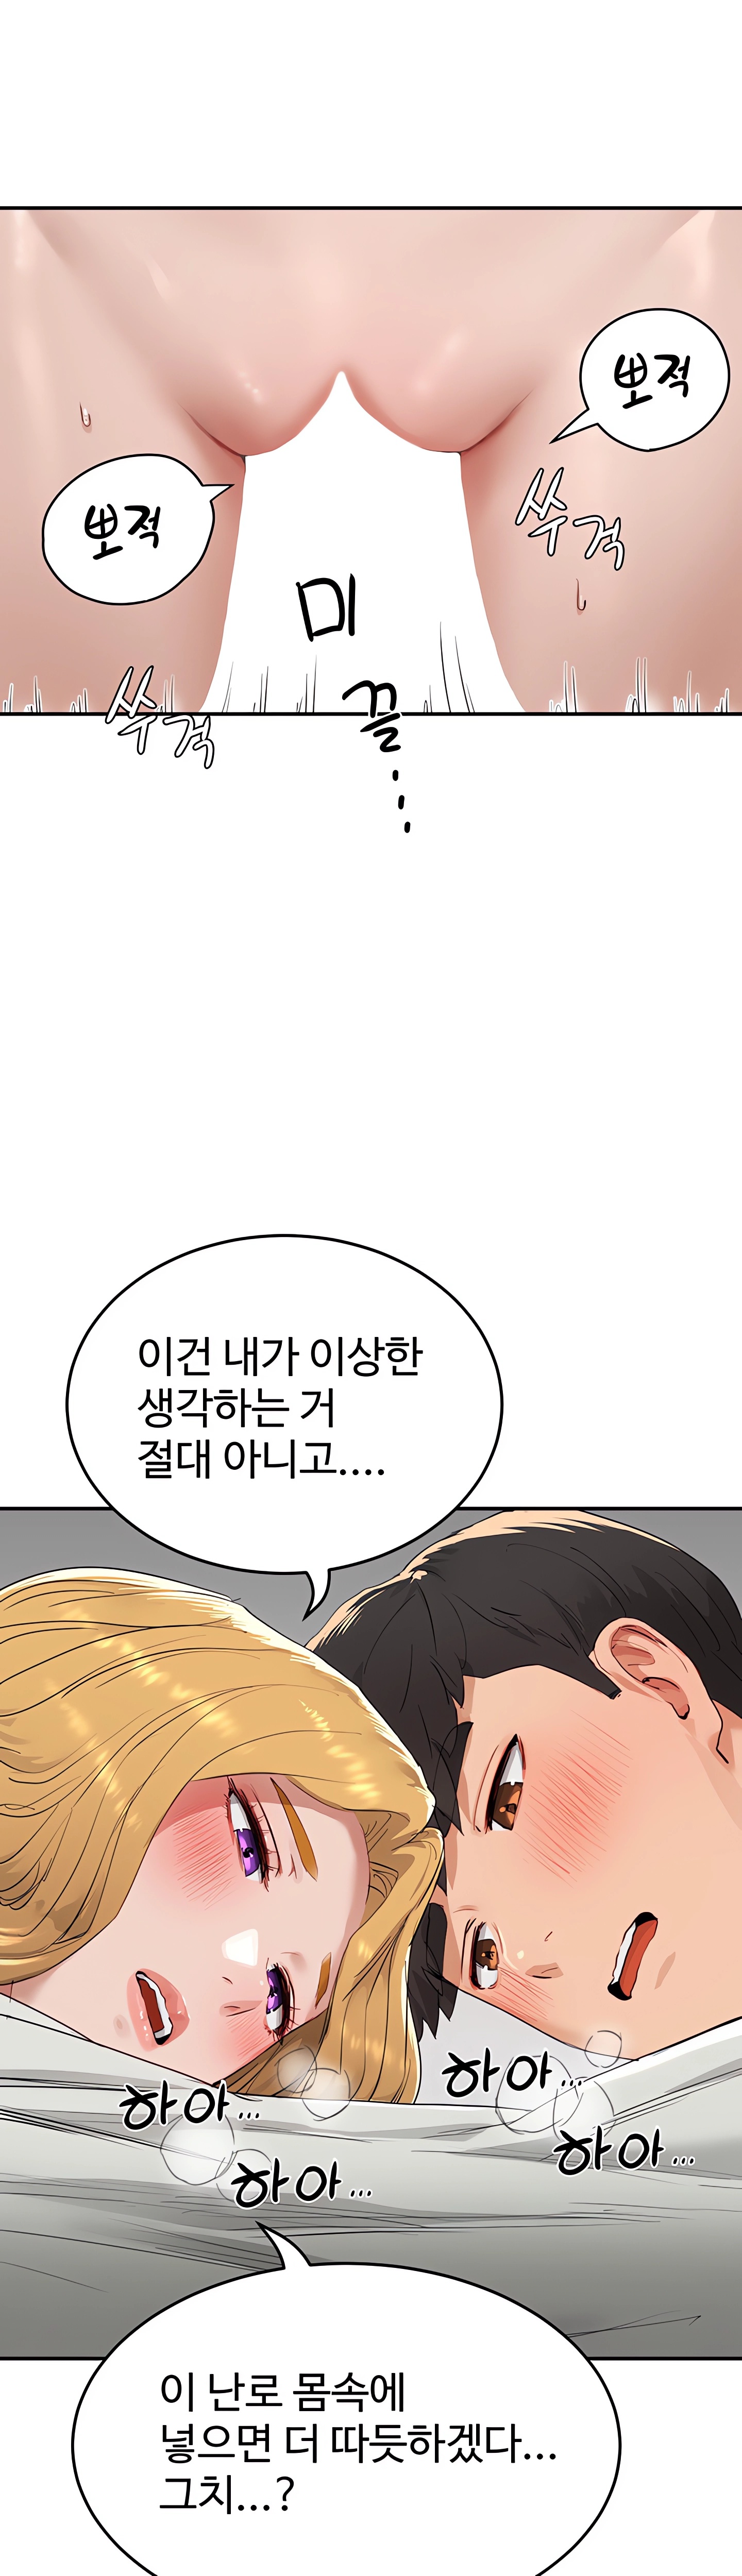 뽀적
뽀적
쑤걱
미
끌
쑤걱
이건 내가 이상한
생각하는 거
절대 아니고....
하아...
하아...
하아...
하아...
이 난로 몸속에
넣으면 더 따듯하겠다...
그치...?